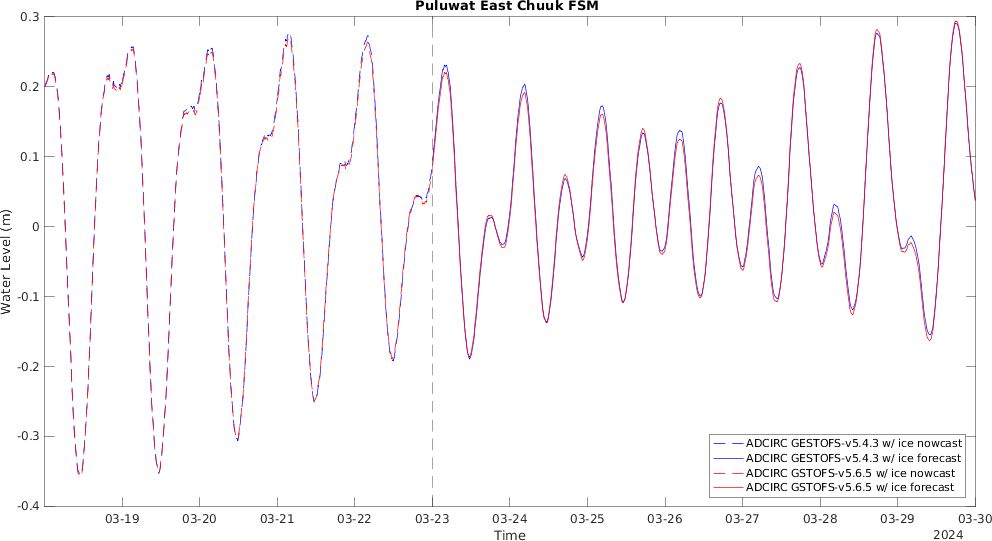 Puluwat East Chuuk FSM
0.3
0.2
0.1
0
-0.1
-0.2
-0.3
-0.4
Water Level (m)
03-19 03-20 03-21 03-22 03-23 03-24 03-25 03-26 03-27 03-28 03-29 03-30
Time
2024
ADCIRC GESTOFS-v5.4.3 w/ ice nowcast
ADCIRC GESTOFS-v5.4.3 w/ ice forecast
ADCIRC GSTOFS-v5.6.5 w/ ice nowcast
ADCIRC GSTOFS-v5.6.5 w/ ice forecast